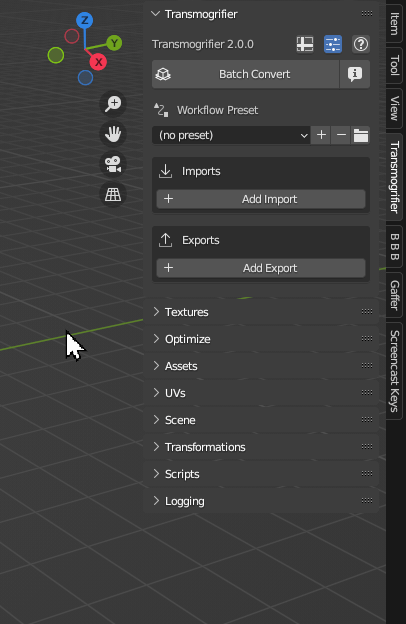 Transmogrifier
Transmogrifier 2.0.0
Batch Convert
Workflow Preset
(no preset)
Imports
Add Import
Exports
Add Export
Textures
Optimize
Assets
UVs
Scene
Transformations
Scripts
Logging
Z
Y
X
Item
Tool
View
Transmogrifier
B B B
Gaffer
Screencast Keys